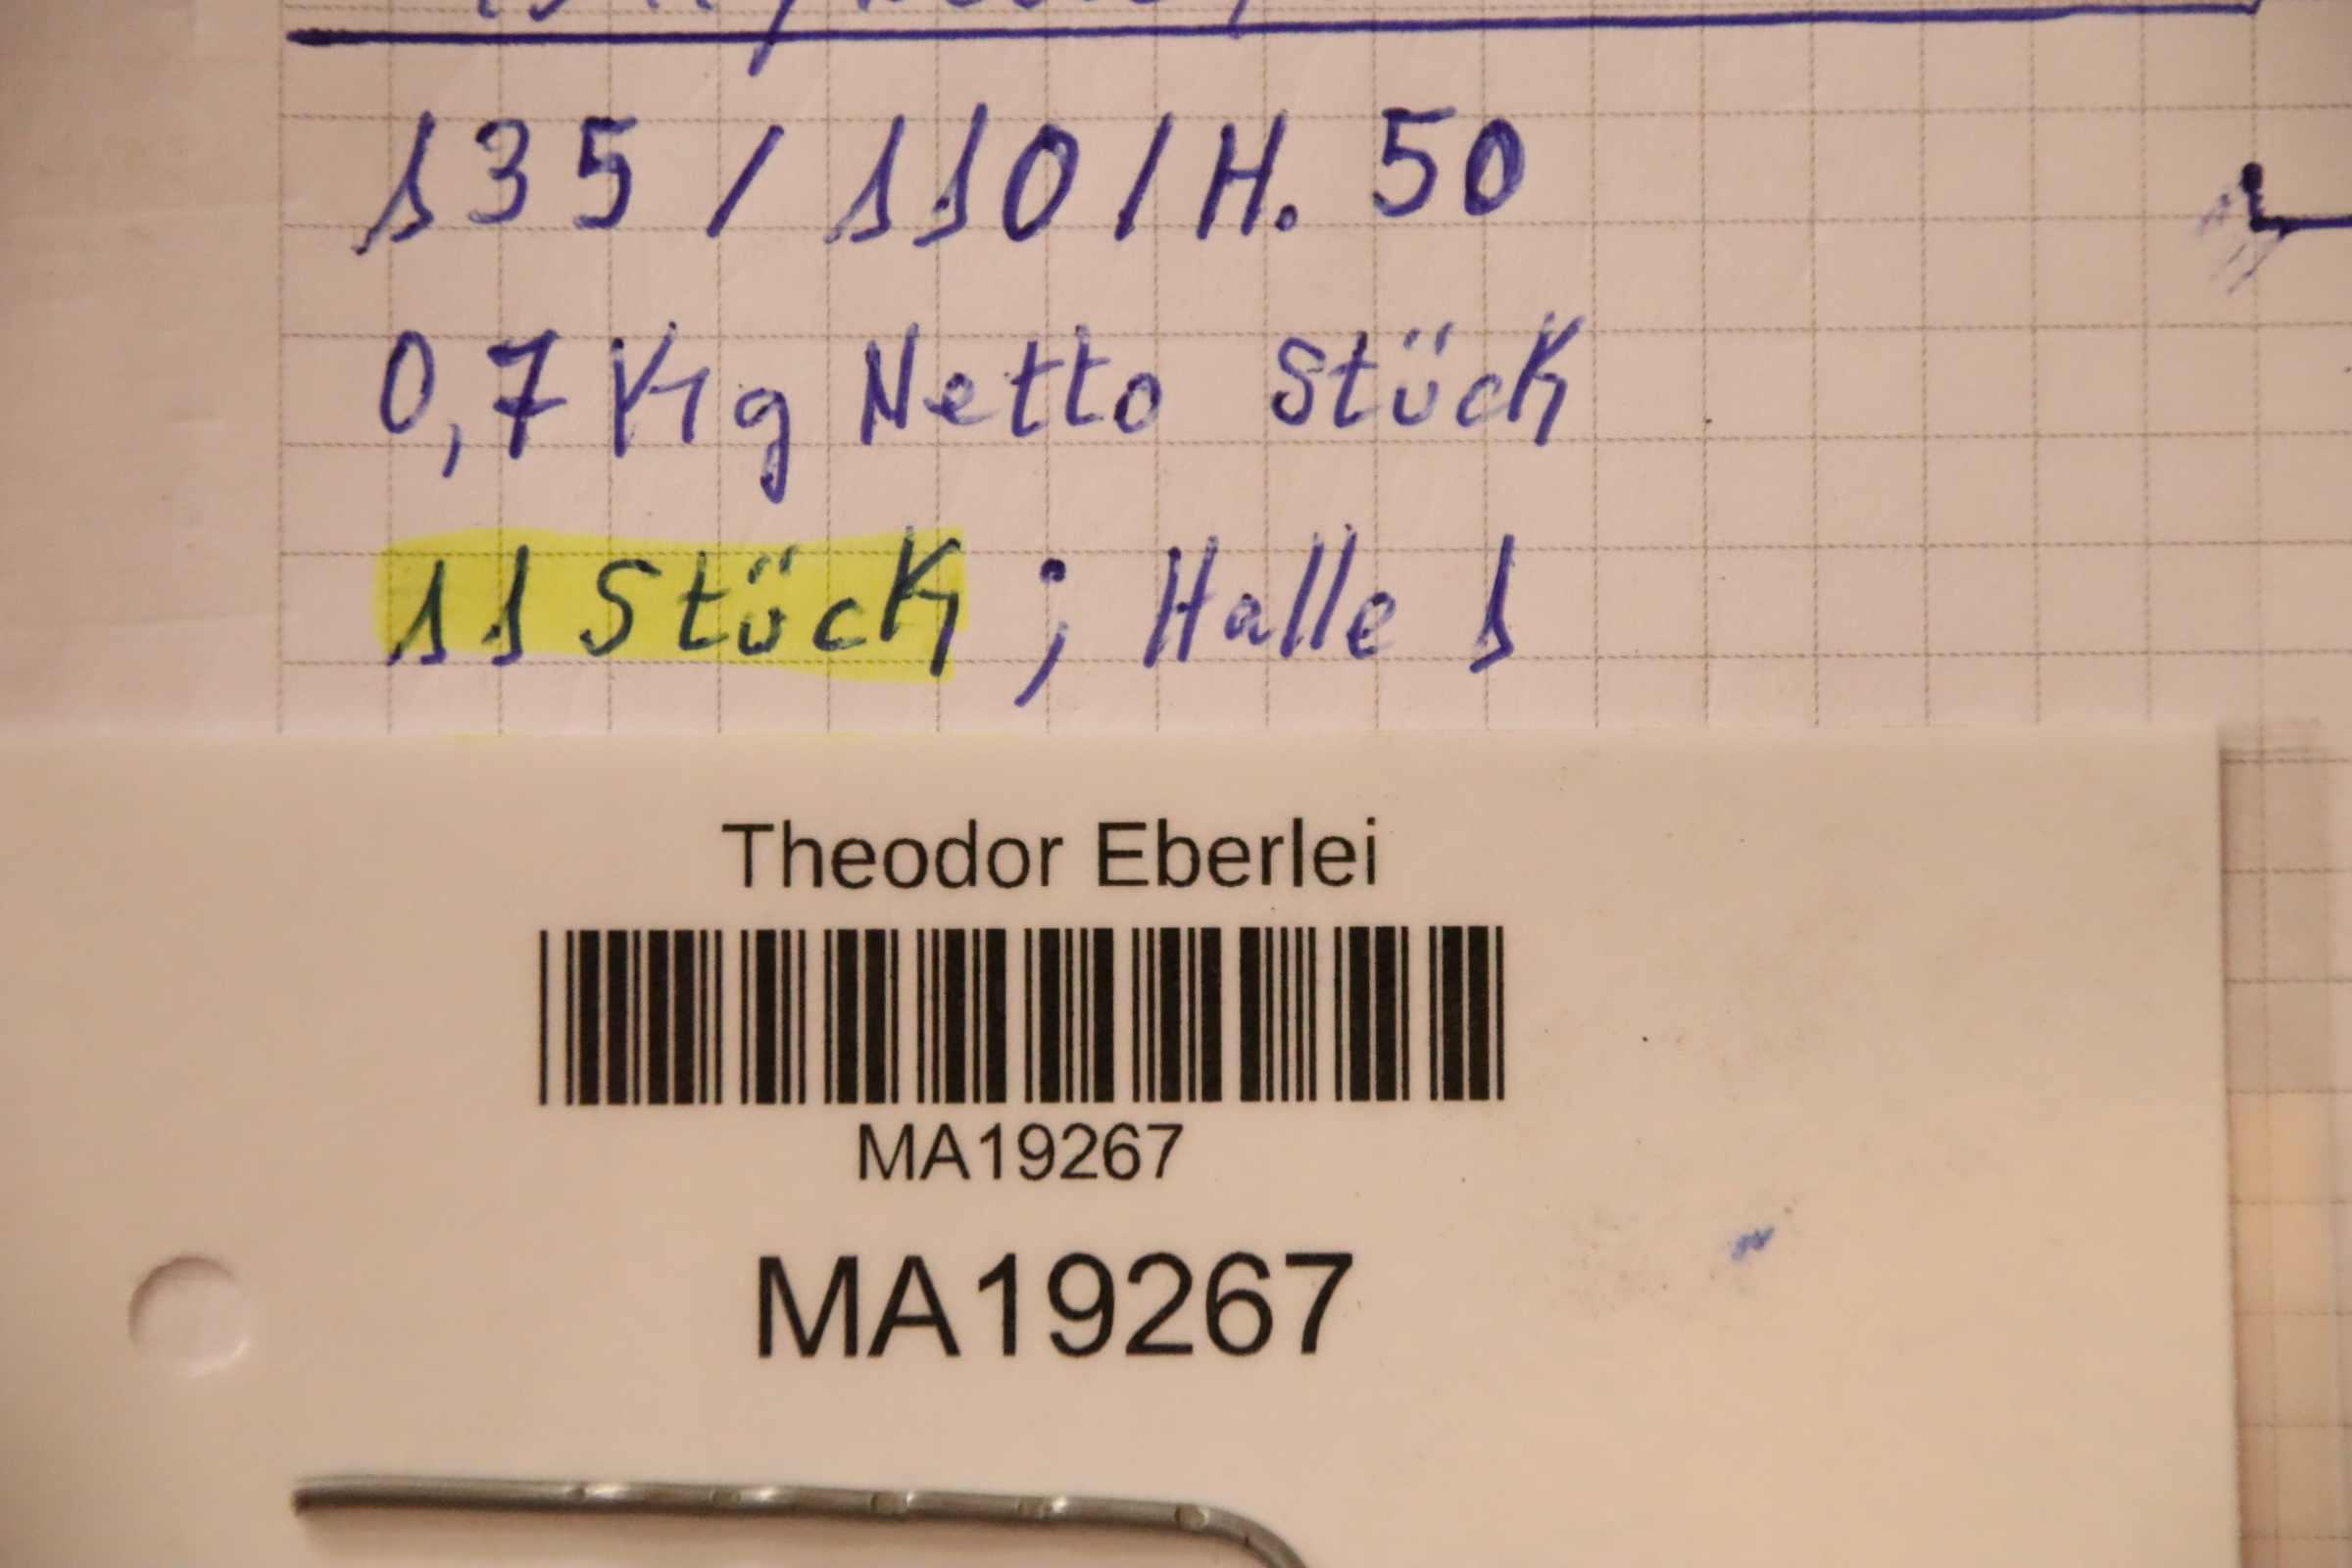 135 / 110 / H. 50
0,7 Kg Netto Stück
11 Stück ; Halle 1
Theodor Eberlei
MA19267
MA19267